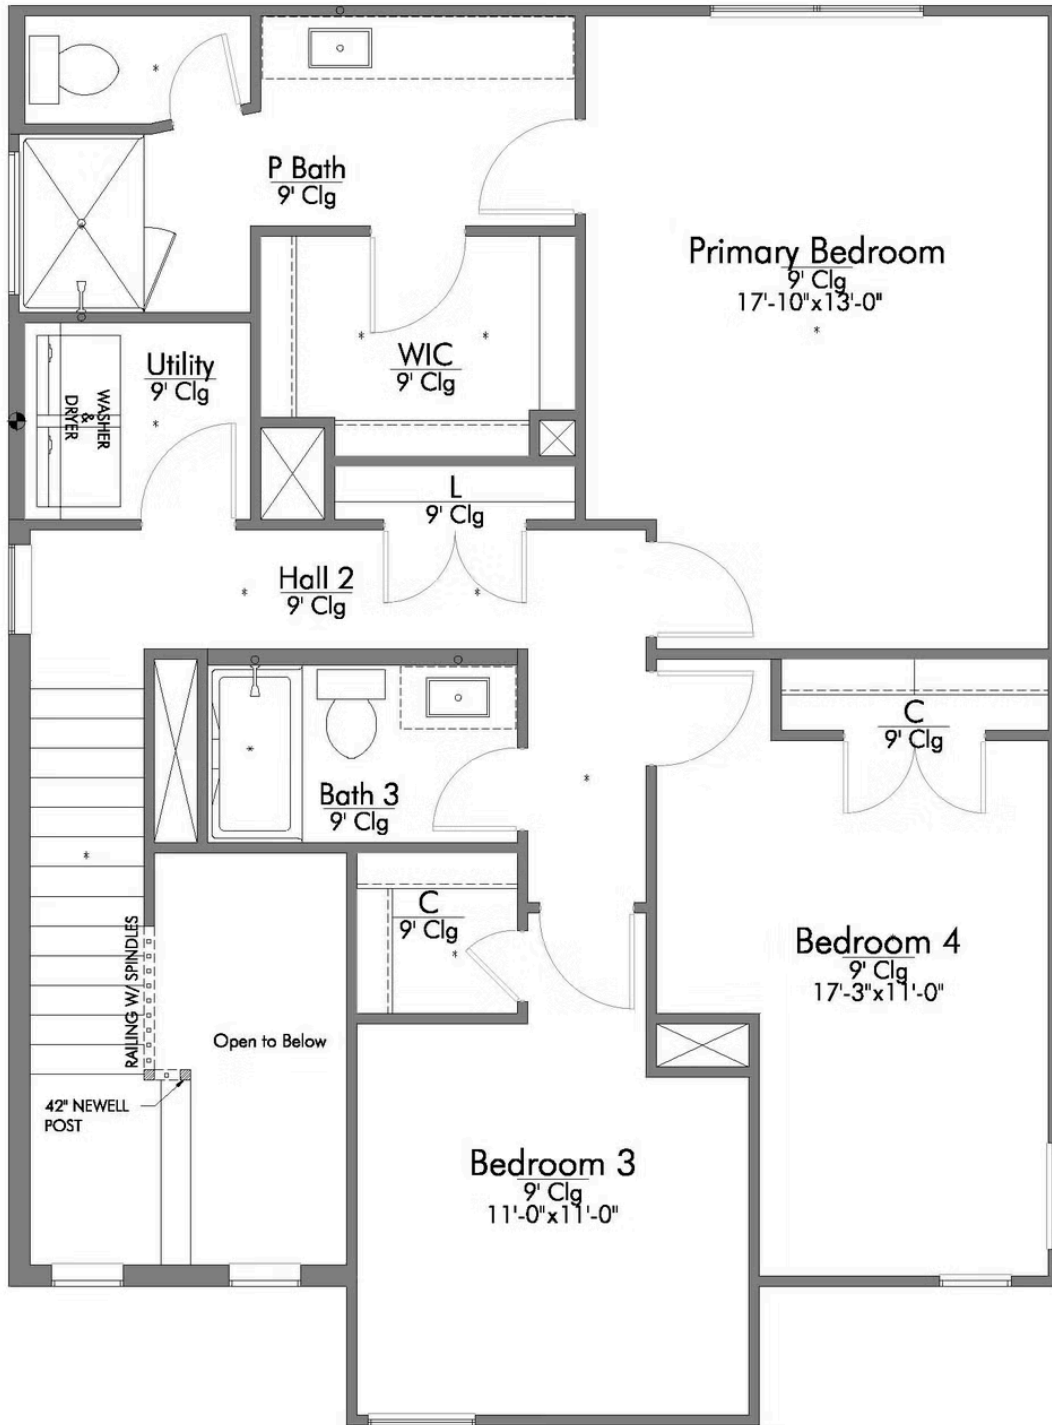 P Bath
9' Clg
Primary Bedroom
9' Clg
17'-10"x13'-0"
Utility
9' Clg
WASHER
&
DRYER
WIC
9' Clg
L
9' Clg
Hall 2
9' Clg
C
9' Clg
Bath 3
9' Clg
C
9' Clg
Bedroom 4
9' Clg
17'-3"x11'-0"
RAILING W/ SPINDLES
Open to Below
42" NEWELL
POST
Bedroom 3
9' Clg
11'-0"x11'-0"